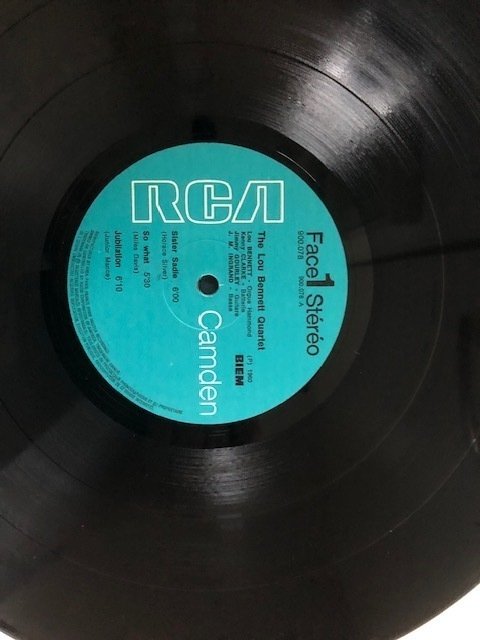 RCA
Camden
Face 1 Stéréo
900.078
900.078 A
The Lou Bennett Quartet
Lou BENNETT - Orgue Hammond
Kenny CLARKE - Batterie
Jimmy GOURLEY - Guitare
J. M. INGRAND - Basse
(P) 1960
BIEM
Sister Sadie 6'00
(Horace Silver)
So what 5'30
(Miles Davis)
Jubilation 6'10
(Junior Mance)